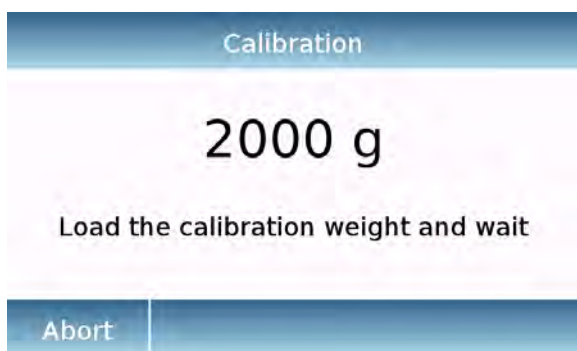 Calibration
2000 g
Load the calibration weight and wait
Abort